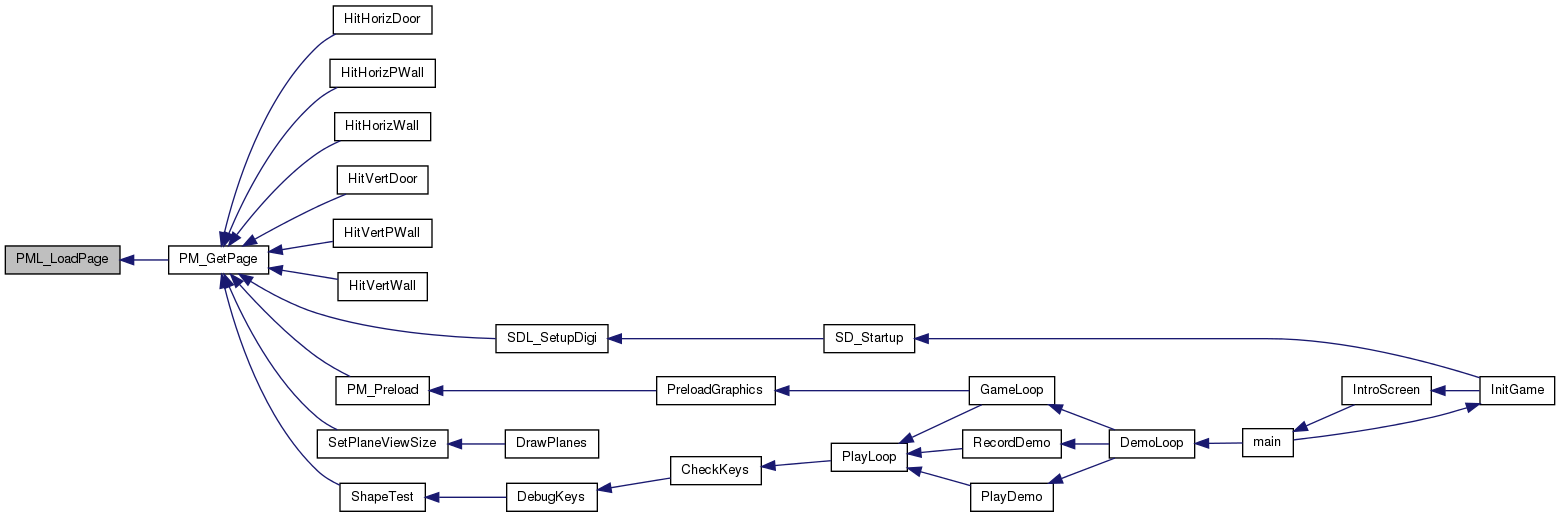 HitHorizDoor
HitHorizPWall
HitHorizWall
HitVertDoor
HitVertPWall
PML_LoadPage
PM_GetPage
HitVertWall
SDL_SetupDigi
SD_Startup
PM_Preload
PreloadGraphics
GameLoop
IntroScreen
InitGame
SetPlaneViewSize
DrawPlanes
RecordDemo
DemoLoop
main
PlayLoop
CheckKeys
ShapeTest
DebugKeys
PlayDemo